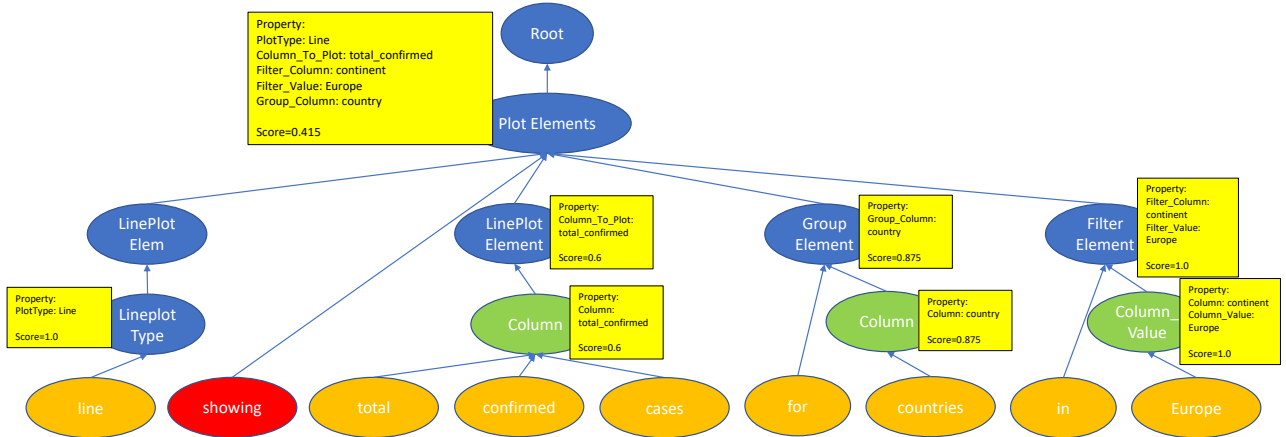 Property:
PlotType: Line
Column_To_Plot: total_confirmed
Filter_Column: continent
Filter_Value: Europe
Group_Column: country
Score=0.415
Root
Plot Elements
LinePlot
Elem
LinePlot
Element
Property:
Column_To_Plot:
total_confirmed
Score=0.6
Group
Element
Property:
Group_Column:
country
Score=0.875
Filter
Element
Property:
Filter_Column:
continent
Filter_Value:
Europe
Score=1.0
Property:
PlotType: Line
Score=1.0
Lineplot
Type
Column
Property:
Column:
total_confirmed
Score=0.6
Column
Property:
Column: country
Score=0.875
Column_
Value
Property:
Column: continent
Column_Value:
Europe
Score=1.0
line
showing
total
confirmed
cases
for
countries
in
Europe